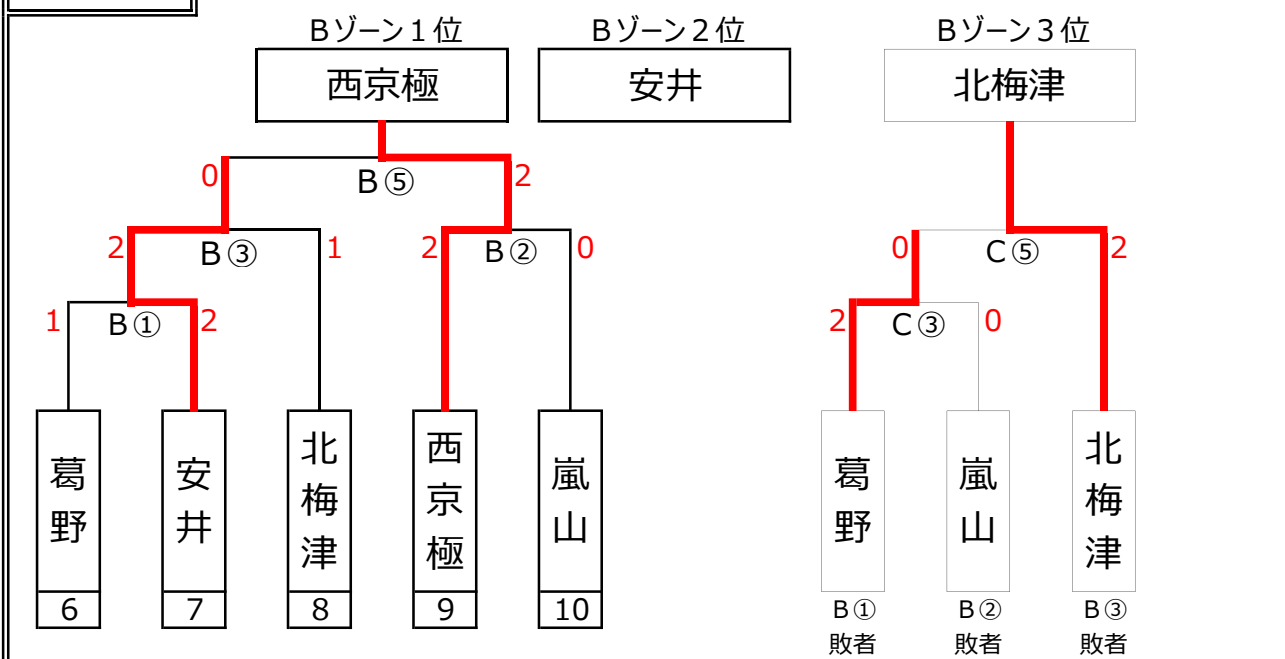 Bゾーン1位 Bゾーン2位 Bゾーン3位
西京極 安井 北梅津
0 B⑤ 2
2 B③ 1 2 B② 0 0 C⑤ 2
1 B① 2 2 C③ 0
葛野 安井 北梅津 西京極 嵐山 葛野 嵐山 北梅津
6 7 8 9 10 B① B② B③
敗者 敗者 敗者